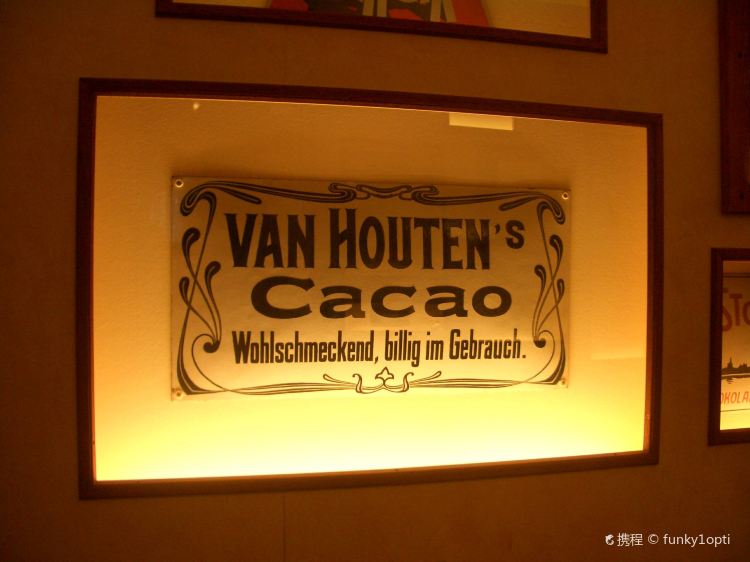 VAN HOUTEN'S
Cacao
Wohlschmeckend, billig im Gebrauch.
携程 © funky1opti